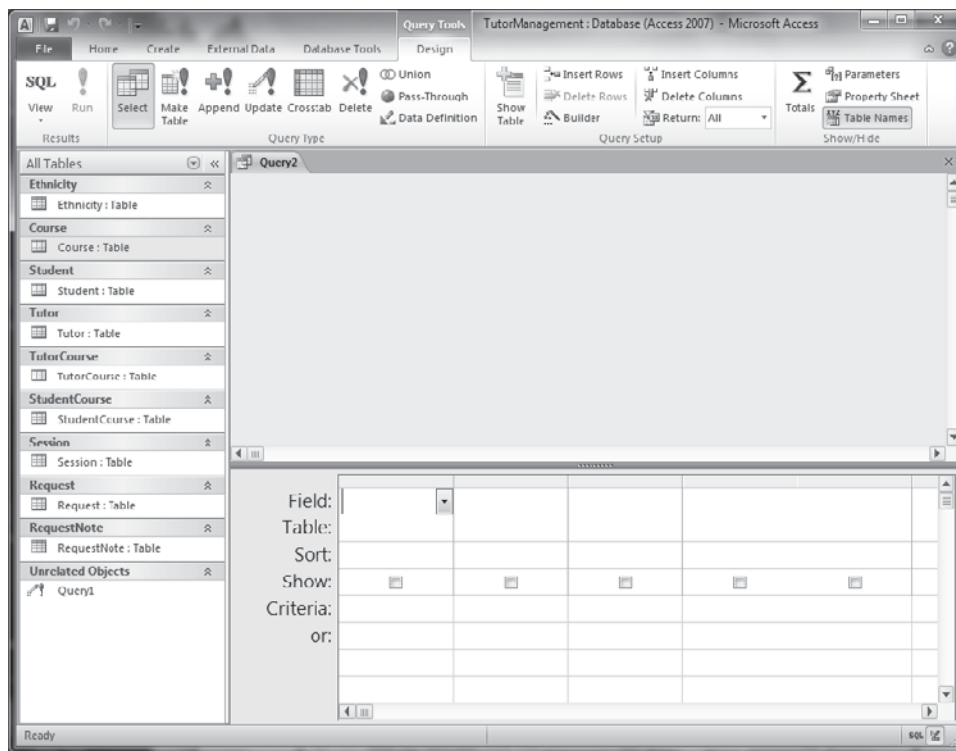 Query Tools TutorManagement : Database (Access 2007) - Microsoft Access
File Home Create External Data Database Tools Design
SQL View Run Select Make Table Append Update Crosstab Delete Union Show Table Insert Rows Insert Columns Totals Parameters
Pass-Through Delete Rows Delete Columns Property Sheet
Data Definition Builder Return: All Table Names
Results Query Type Query Setup Show/Hide
All Tables Query2
Ethnicity
Ethnicity : Table
Course
Course : Table
Student
Student : Table
Tutor
Tutor : Table
TutorCourse
TutorCourse : Table
StudentCourse
StudentCourse : Table
Session
Session : Table
Request
Request : Table
RequestNote
RequestNote : Table
Unrelated Objects
Query1
Field:
Table:
Sort:
Show:
Criteria:
or:
Ready SQL